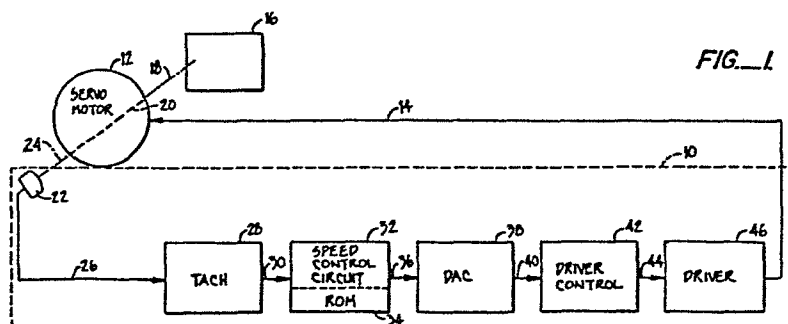 16
12
18
FIG._1.
SERVO
MOTOR
20
14
24
10
22
28
32
38
42
46
26
TACH
30
SPEED
CONTROL
CIRCUIT
ROM
34
36
DAC
40
DRIVER
CONTROL
44
DRIVER